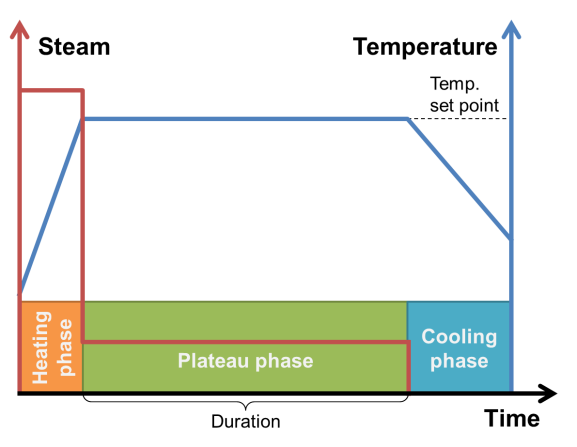 Steam
Temperature
Temp.
set point
Heating
phase
Plateau phase
Cooling
phase
Duration
Time